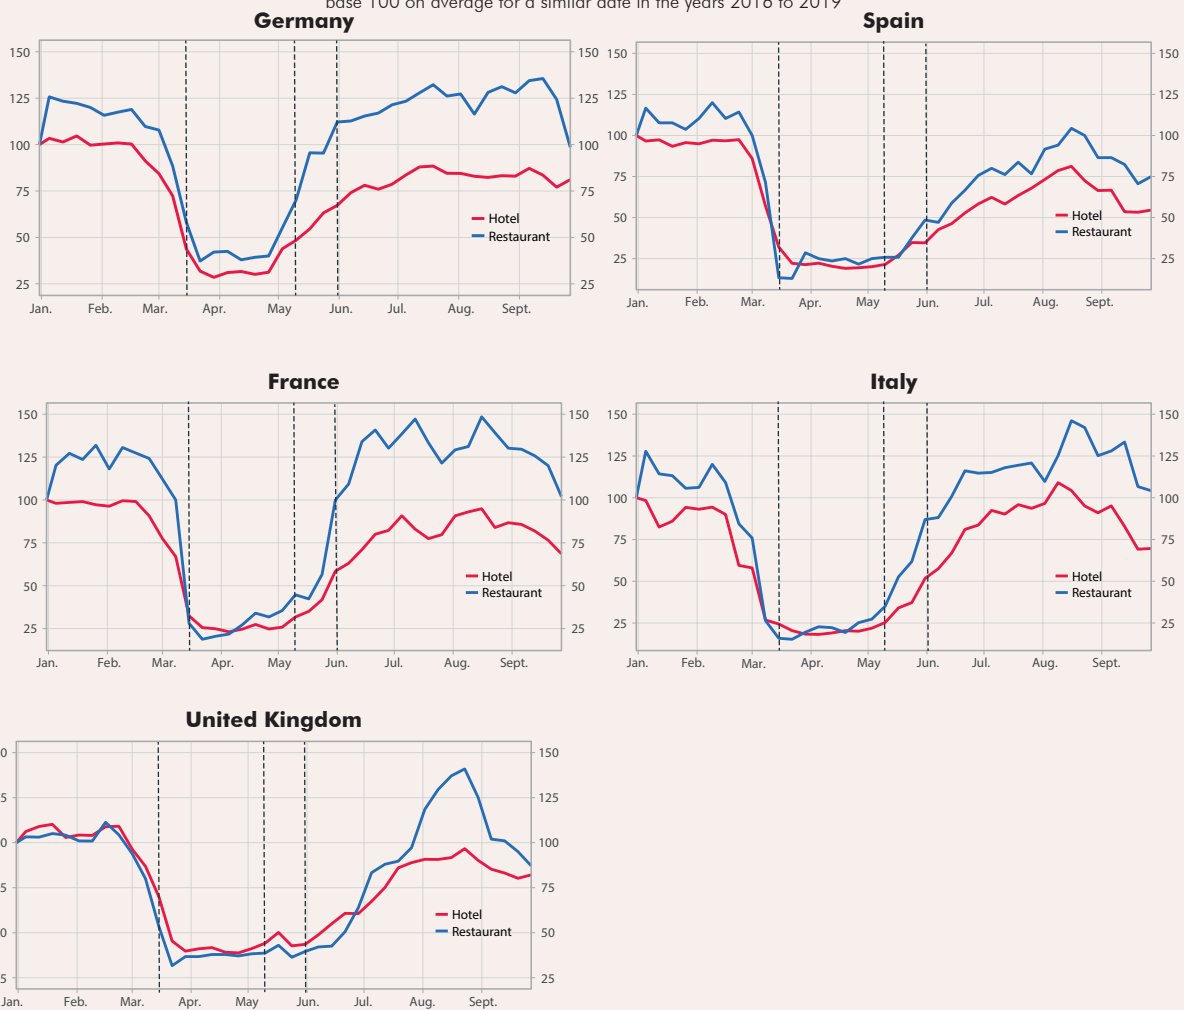 base 100 on average for a similar date in the years 2016 to 2019
Germany
150 150
125 125
100 100
75 75
50 50
25 25
Hotel
Restaurant
Jan. Feb. Mar. Apr. May Jun. Jul. Aug. Sept.
Spain
150 150
125 125
100 100
75 75
50 50
25 25
Hotel
Restaurant
Jan. Feb. Mar. Apr. May Jun. Jul. Aug. Sept.
France
150 150
125 125
100 100
75 75
50 50
25 25
Hotel
Restaurant
Jan. Feb. Mar. Apr. May Jun. Jul. Aug. Sept.
Italy
150 150
125 125
100 100
75 75
50 50
25 25
Hotel
Restaurant
Jan. Feb. Mar. Apr. May Jun. Jul. Aug. Sept.
United Kingdom
0 150
5 125
0 100
5 75
0 50
5 25
Hotel
Restaurant
Jan. Feb. Mar. Apr. May Jun. Jul. Aug. Sept.